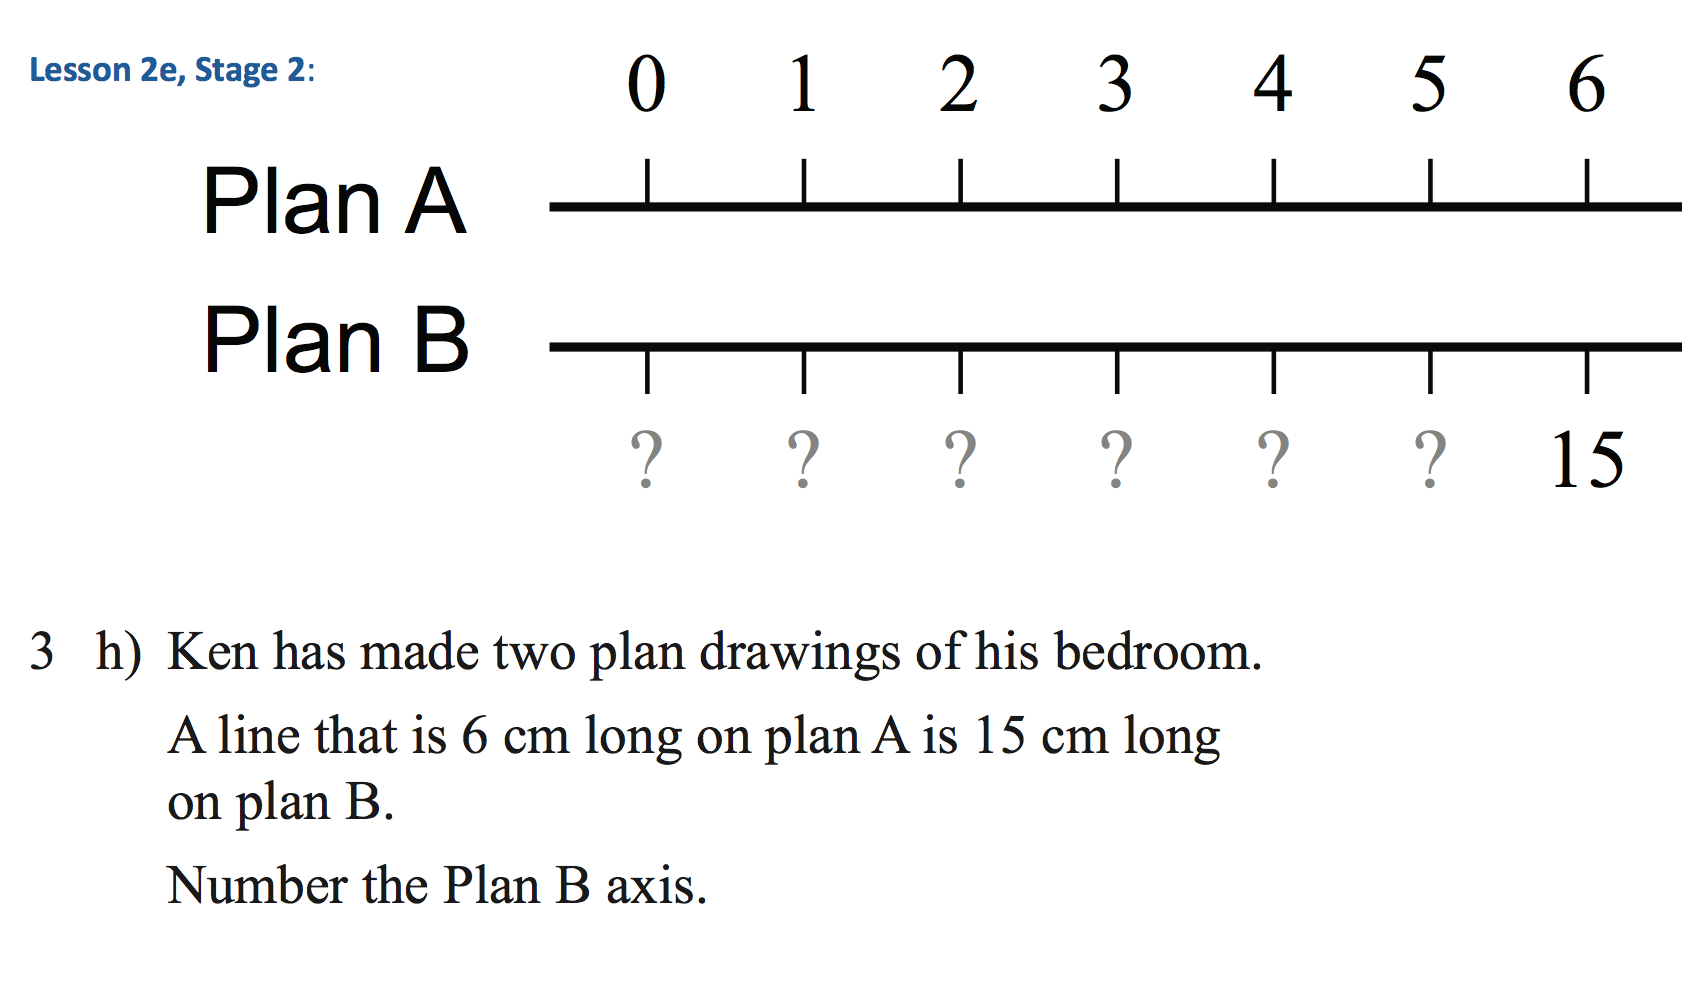 Lesson 2e, Stage 2:
0 1 2 3 4 5 6
Plan A
Plan B
? ? ? ? ? ? 15
3 h) Ken has made two plan drawings of his bedroom.
A line that is 6 cm long on plan A is 15 cm long
on plan B.
Number the Plan B axis.